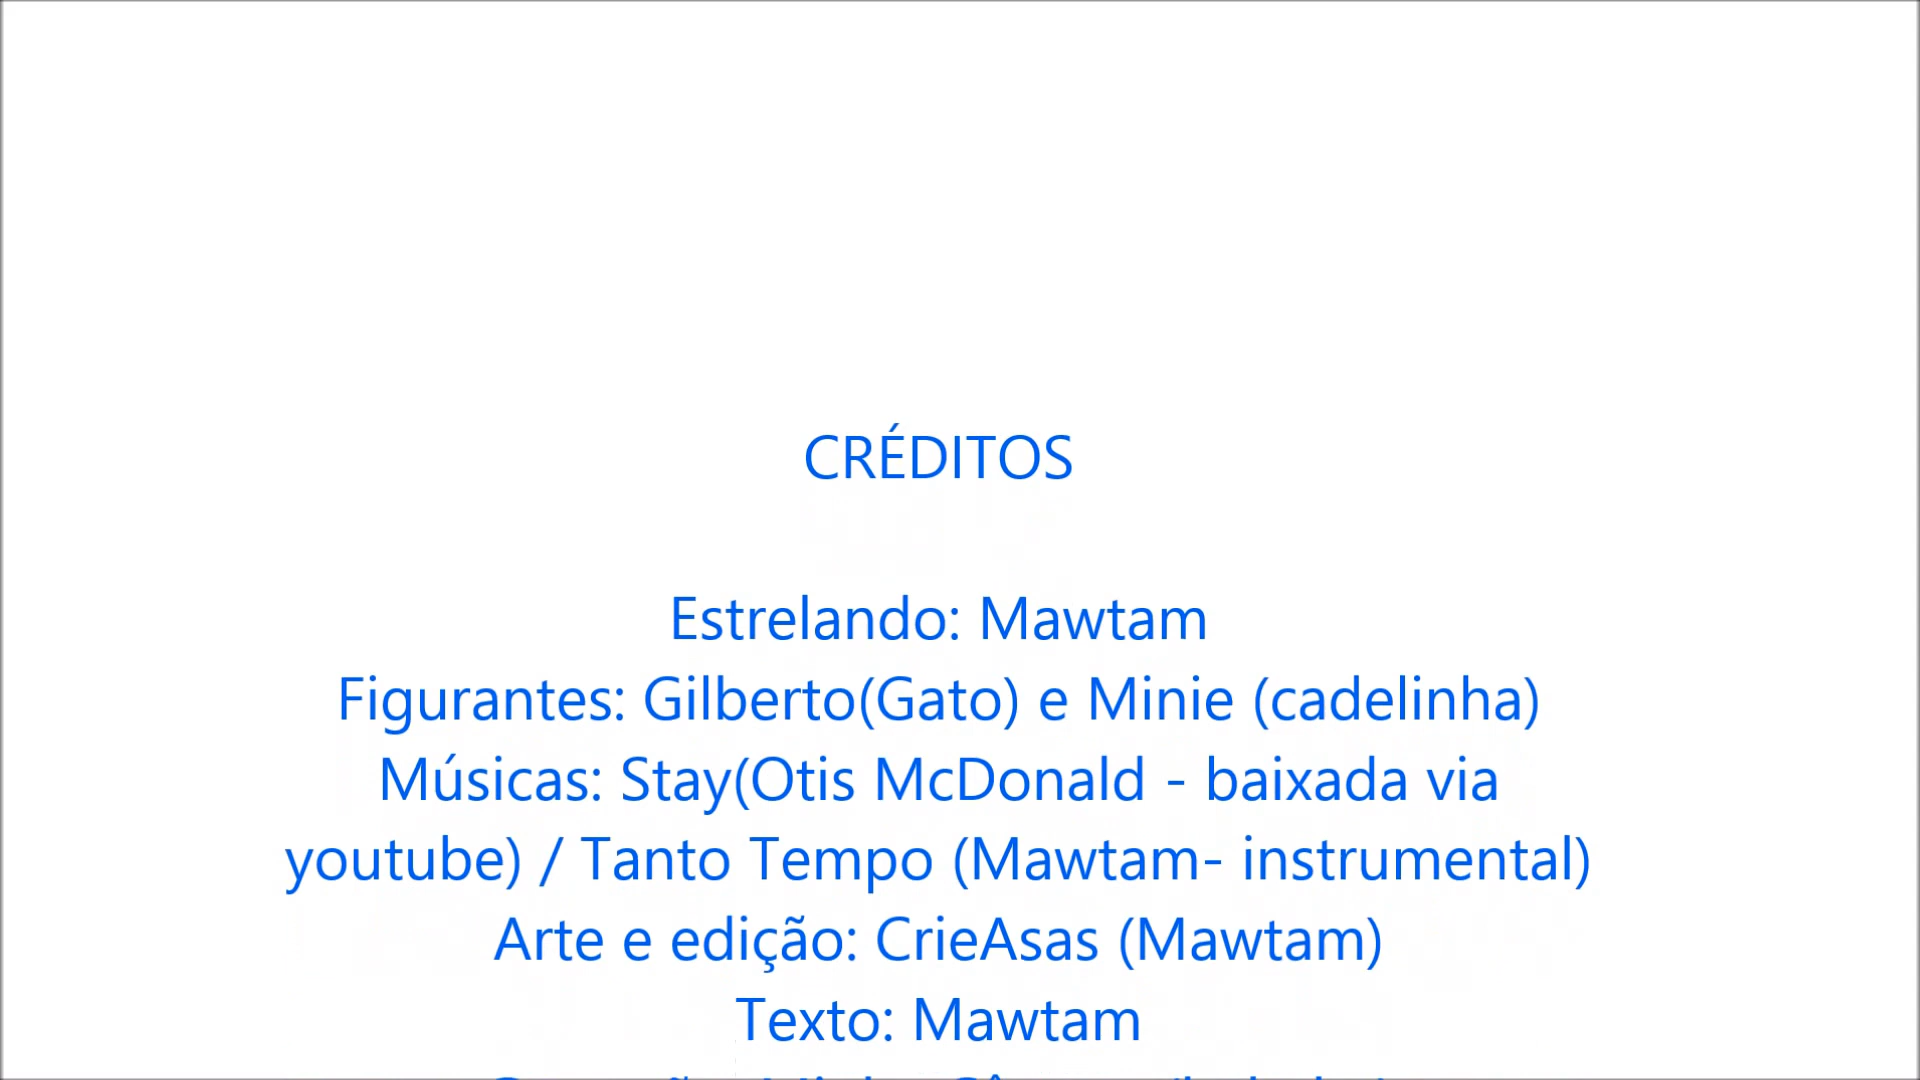 CRÉDITOS
Estrelando: Mawtam
Figurantes: Gilberto(Gato) e Minie (cadelinha)
Músicas: Stay(Otis McDonald - baixada via
youtube) / Tanto Tempo (Mawtam- instrumental)
Arte e edição: CrieAsas (Mawtam)
Texto: Mawtam